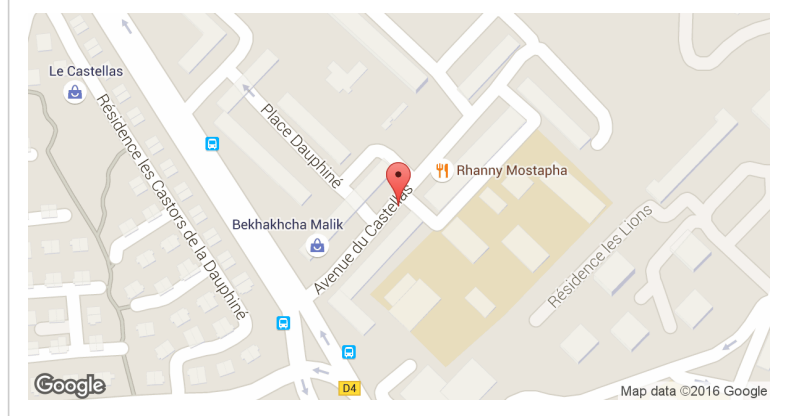 Le Castellas
Résidence les Castors de la Dauphiné
Place Dauphiné
Rhanny Mostapha
Bekhakhcha Malik
Avenue du Castellas
Résidence les Lions
D4
Google
Map data ©2016 Google